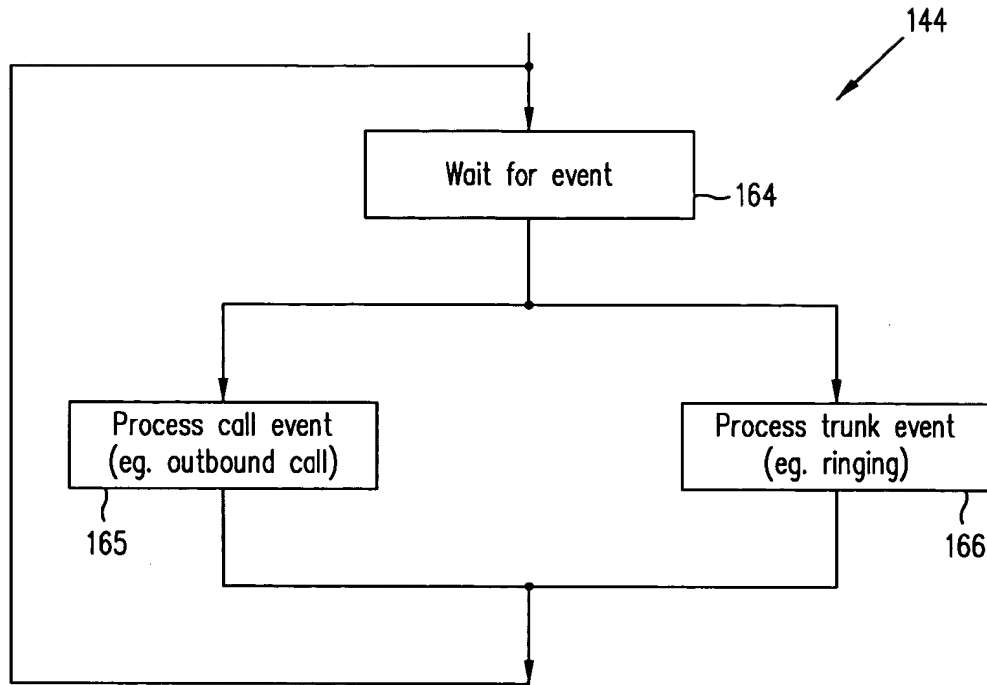 144
Wait for event
164
Process call event
(eg. outbound call)
165
Process trunk event
(eg. ringing)
166